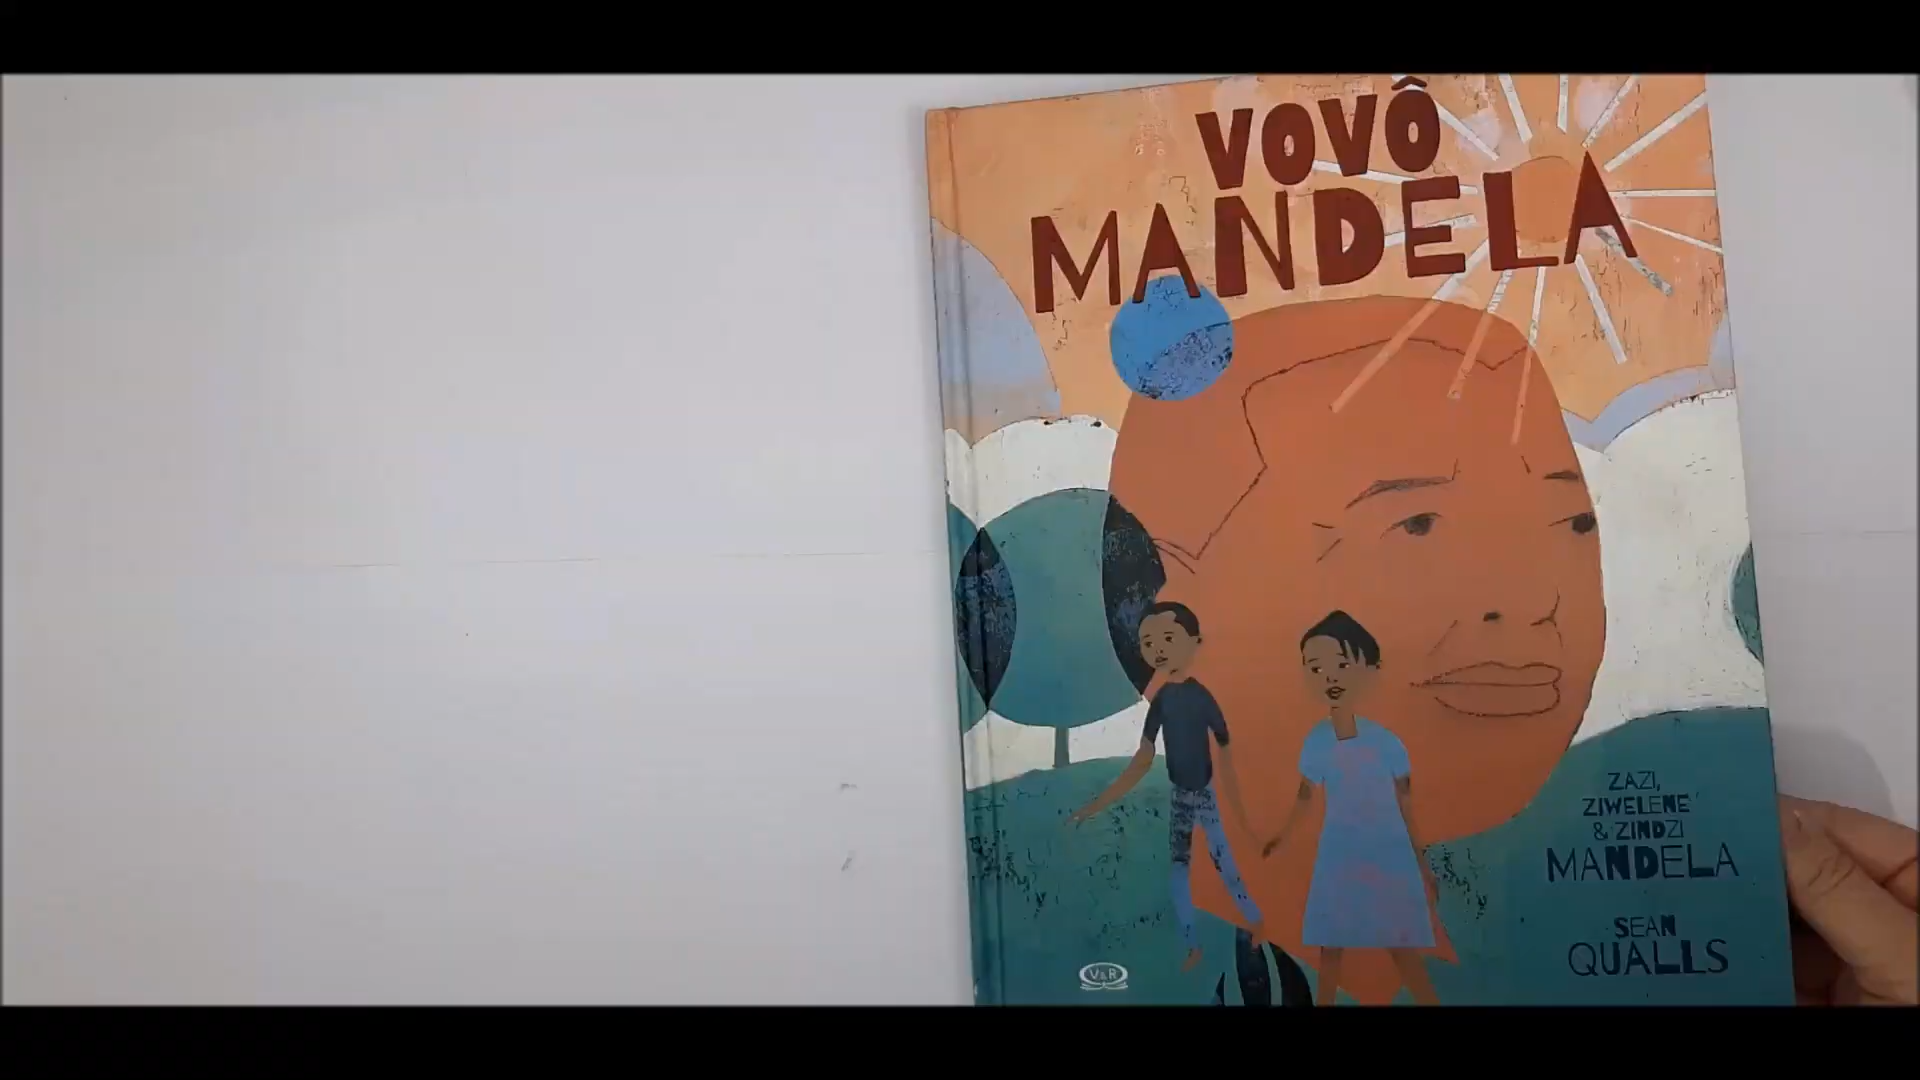 VOVÔ
MANDELA
ZAZI,
ZIWELENE
& ZINDZI
MANDELA
SEAN
QUALLS
V&R